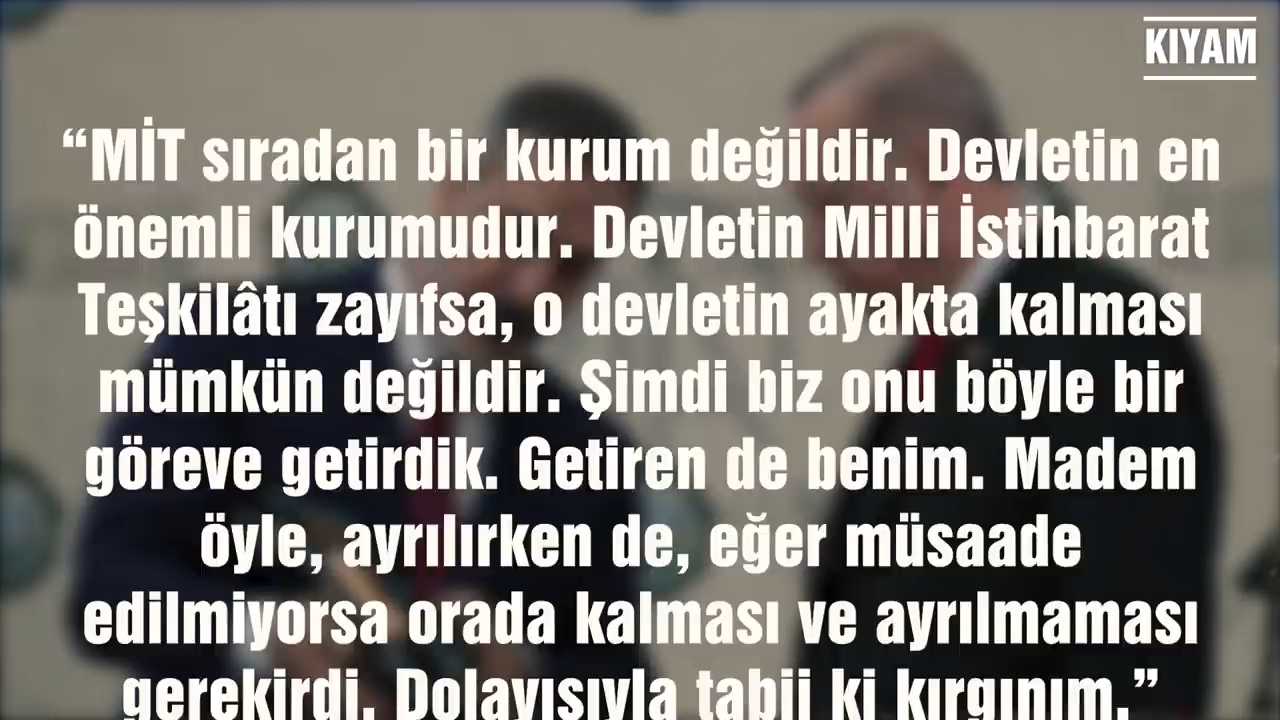 KIYAM
“MİT sıradan bir kurum değildir. Devletin en
önemli kurumudur. Devletin Milli İstihbarat
Teşkilâtı zayıfsa, o devletin ayakta kalması
mümkün değildir. Şimdi biz onu böyle bir
göreve getirdik. Getiren de benim. Madem
öyle, ayrılırken de, eğer müsaade
edilmiyorsa orada kalması ve ayrılmaması
gerekirdi. Dolayısıyla tabii ki kırgınım.”